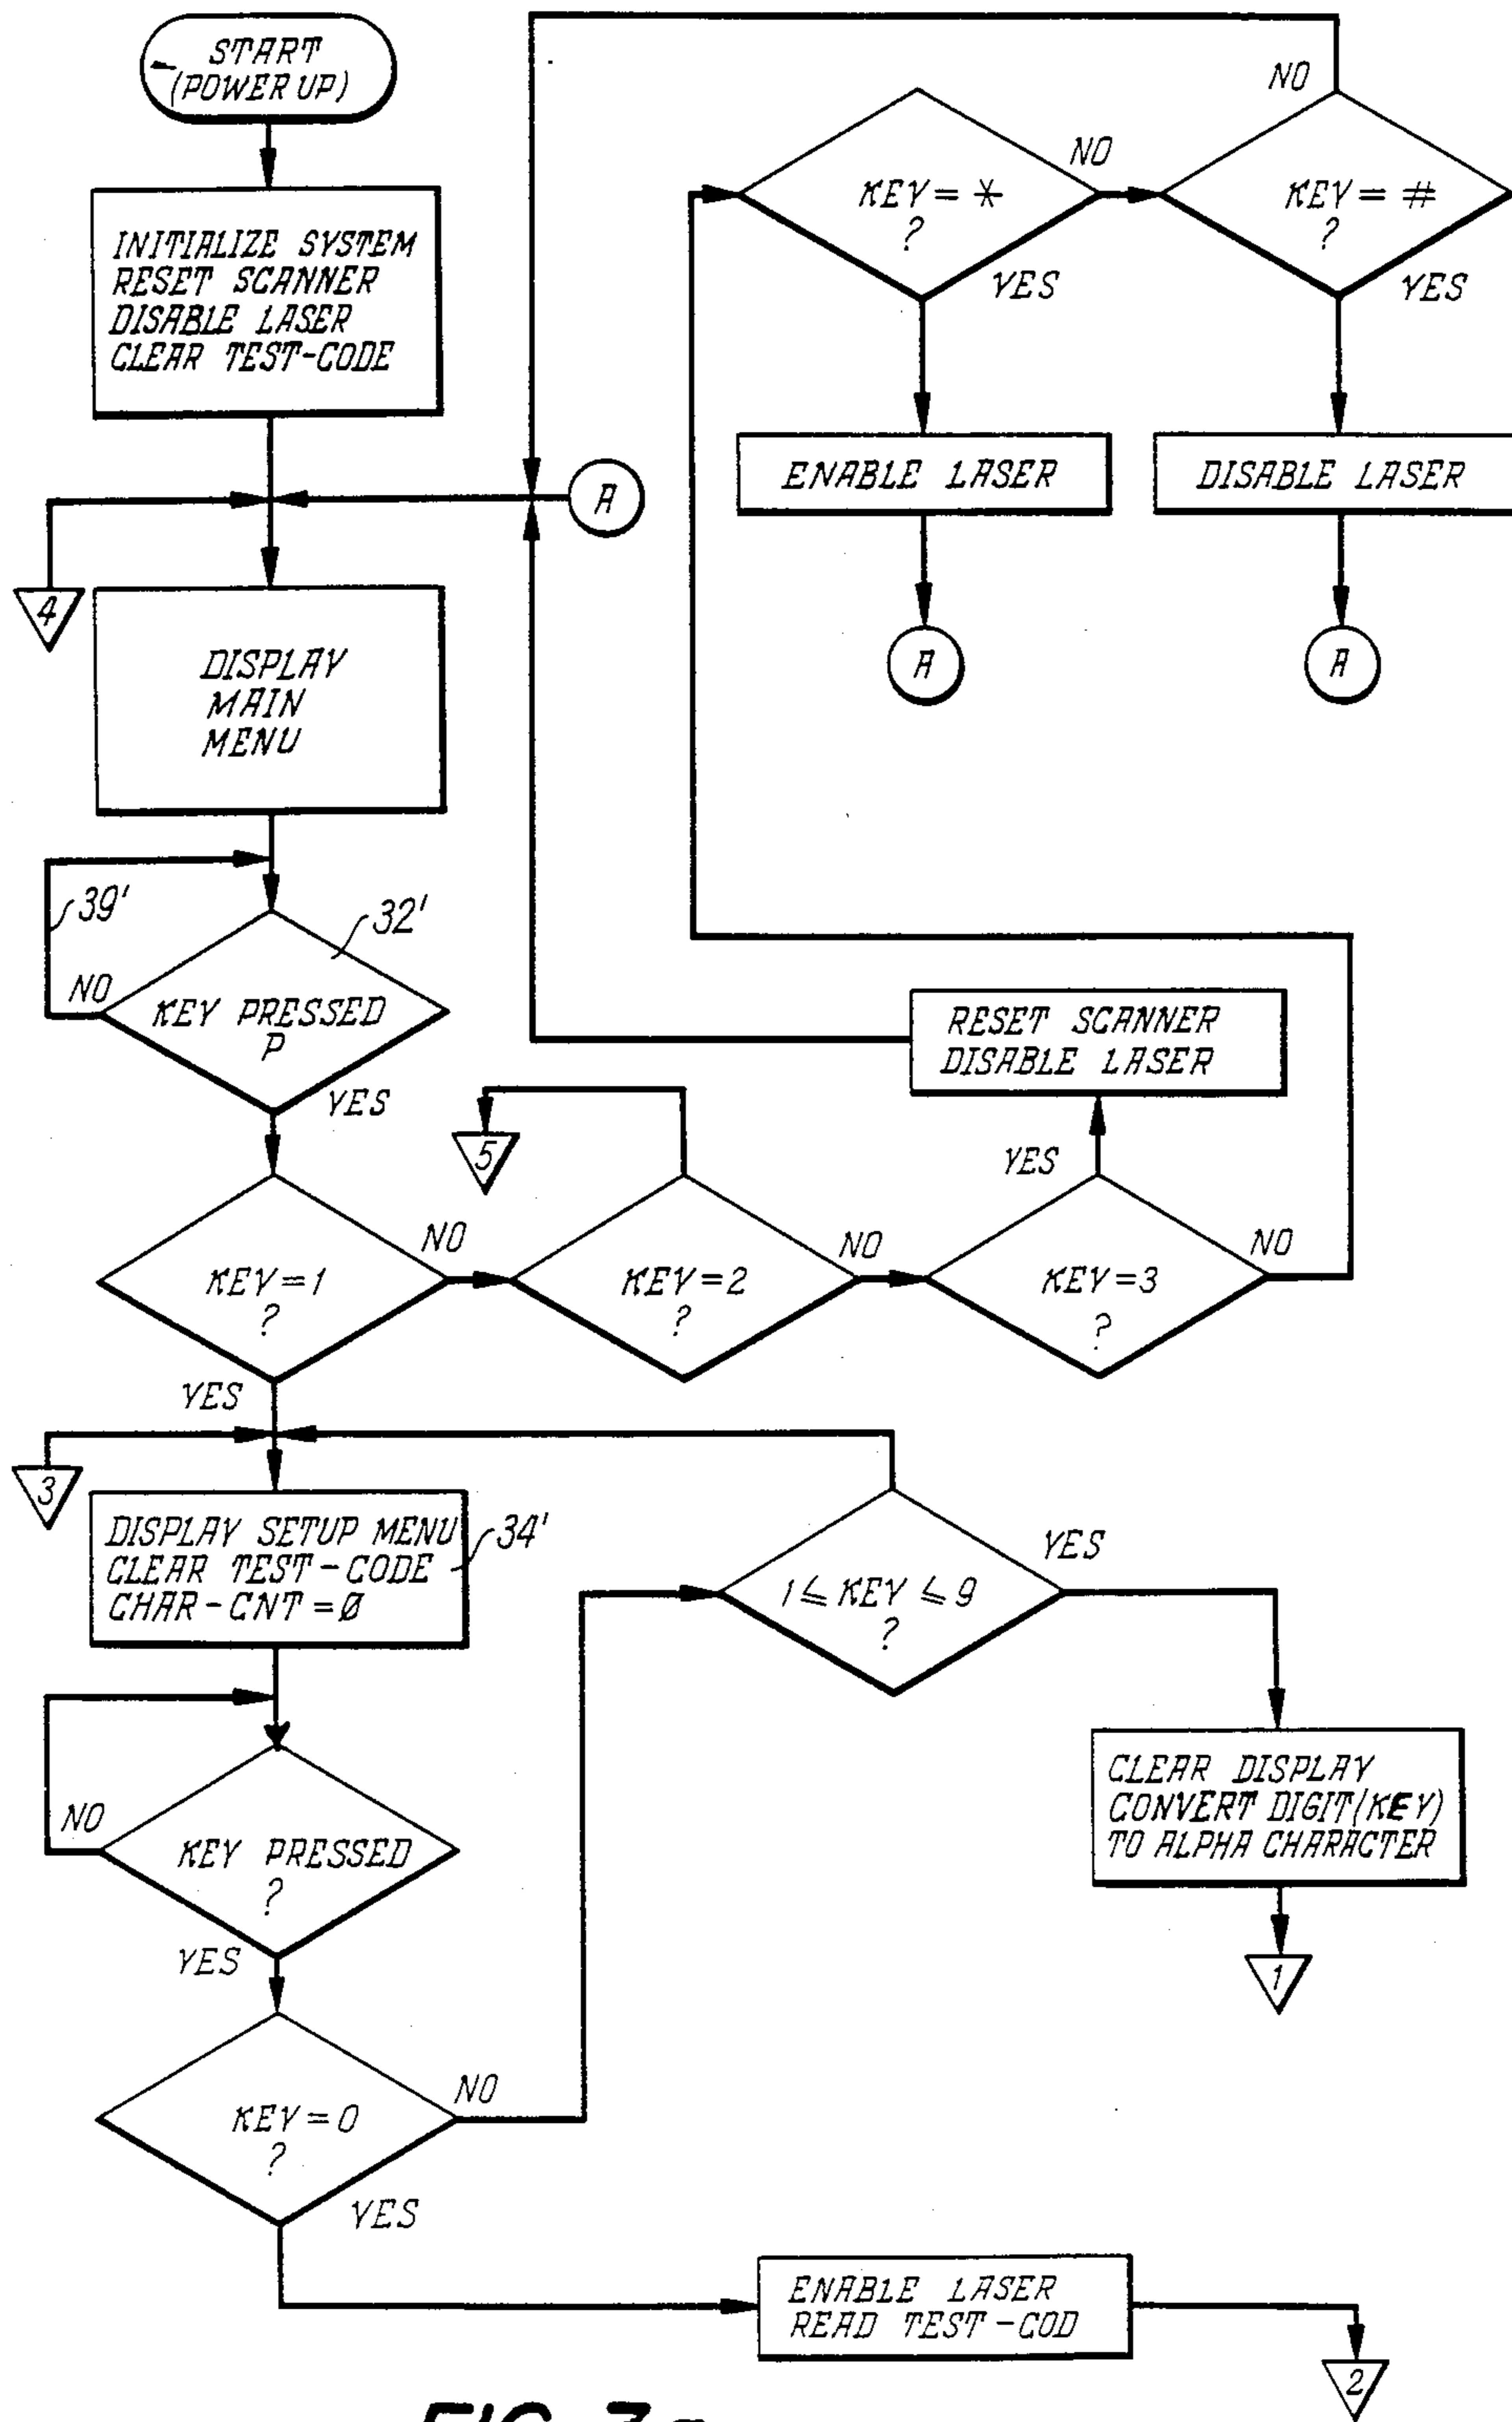 START
(POWER UP)
INITIALIZE SYSTEM
RESET SCANNER
DISABLE LASER
CLEAR TEST-CODE
NO
KEY = *
?
NO
KEY = #
?
YES
YES
ENABLE LASER
DISABLE LASER
A
4
A
A
DISPLAY
MAIN
MENU
39'
32'
NO
KEY PRESSED
P
YES
RESET SCANNER
DISABLE LASER
5
YES
KEY=1
?
NO
KEY=2
?
NO
KEY=3
?
NO
YES
3
DISPLAY SETUP MENU
CLEAR TEST-CODE
CHAR-CNT=Ø
34'
1 ≤ KEY ≤ 9
?
YES
CLEAR DISPLAY
CONVERT DIGIT(KEY)
TO ALPHA CHARACTER
1
NO
KEY PRESSED
?
YES
KEY=0
?
NO
YES
ENABLE LASER
READ TEST-COD
2